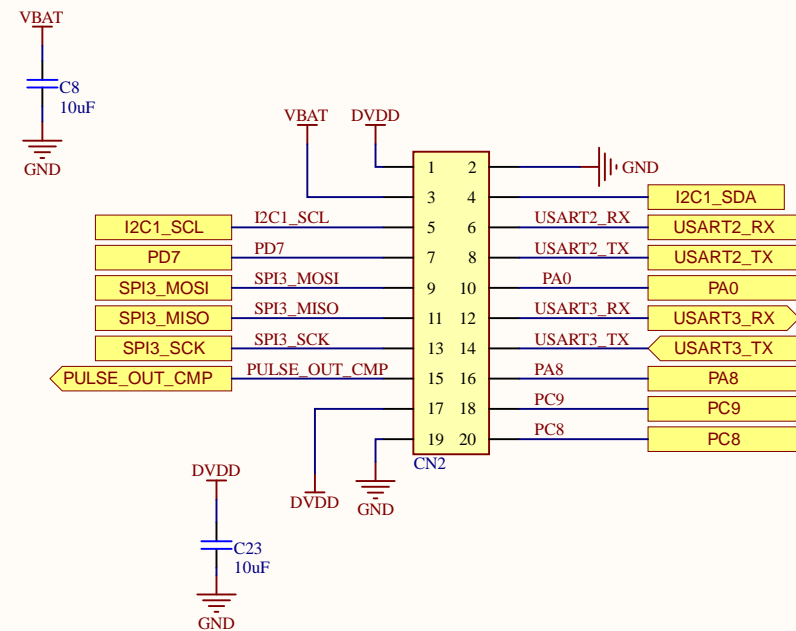 VBAT
C8
10uF
GND
VBAT DVDD
1 2 GND
3 4 I2C1_SDA
I2C1_SCL I2C1_SCL 5 6 USART2_RX USART2_RX
PD7 PD7 7 8 USART2_TX USART2_TX
SPI3_MOSI SPI3_MOSI 9 10 PA0 PA0
SPI3_MISO SPI3_MISO 11 12 USART3_RX USART3_RX
SPI3_SCK SPI3_SCK 13 14 USART3_TX USART3_TX
PULSE_OUT_CMP PULSE_OUT_CMP 15 16 PA8 PA8
17 18 PC9 PC9
19 20 PC8 PC8
CN2
DVDD GND
DVDD
C23
10uF
GND